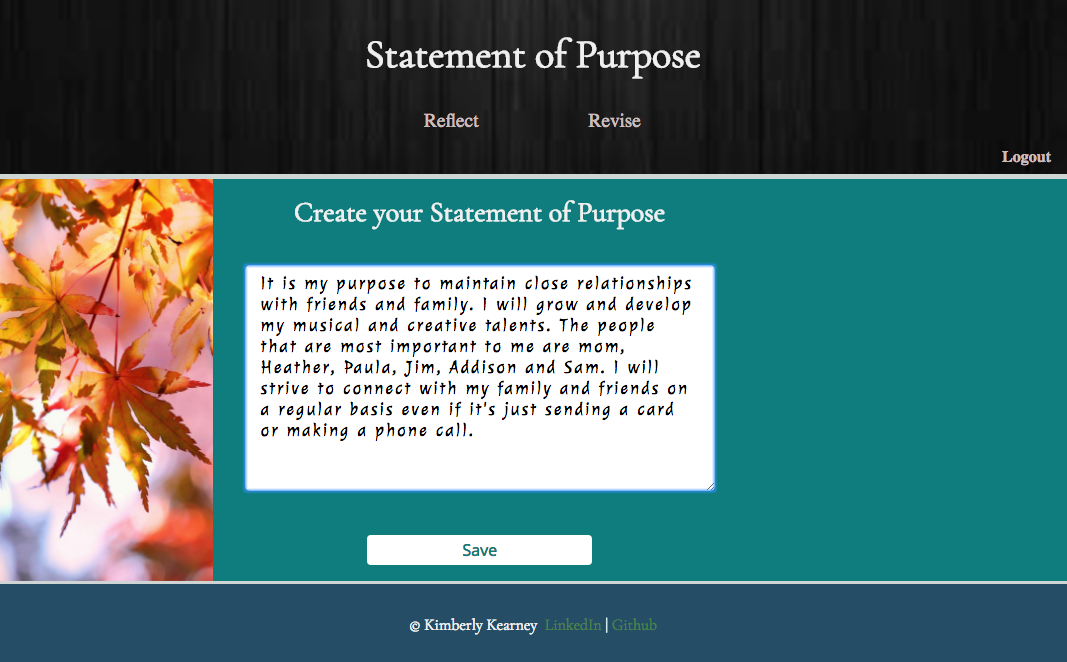 Statement of Purpose
Reflect Revise
Logout
Create your Statement of Purpose
It is my purpose to maintain close relationships
with friends and family. I will grow and develop
my musical and creative talents. The people
that are most important to me are mom,
Heather, Paula, Jim, Addison and Sam. I will
strive to connect with my family and friends on
a regular basis even if it's just sending a card
or making a phone call.
Save
© Kimberly Kearney LinkedIn | Github